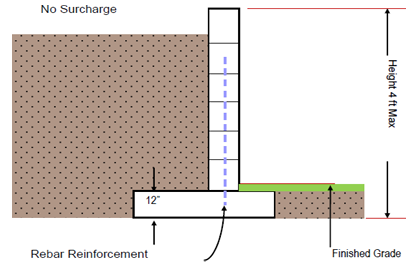 No Surcharge
Height 4 ft Max
12"
Rebar Reinforcement
Finished Grade